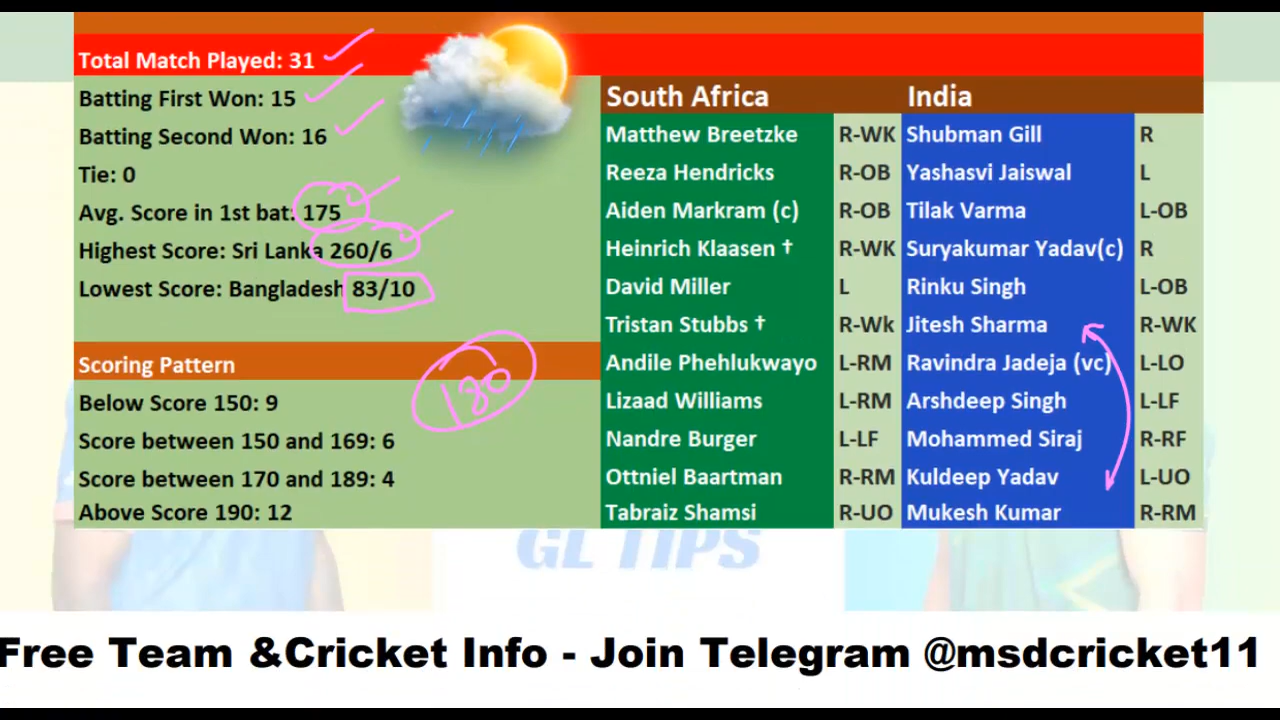 Total Match Played: 31
Batting First Won: 15
Batting Second Won: 16
Tie: 0
Avg. Score in 1st bat: 175
Highest Score: Sri Lanka 260/6
Lowest Score: Bangladesh 83/10
Scoring Pattern
180
Below Score 150: 9
Score between 150 and 169: 6
Score between 170 and 189: 4
Above Score 190: 12
South Africa India
Matthew Breetzke R-WK Shubman Gill R
Reeza Hendricks R-OB Yashasvi Jaiswal L
Aiden Markram (c) R-OB Tilak Varma L-OB
Heinrich Klaasen † R-WK Suryakumar Yadav(c) R
David Miller L Rinku Singh L-OB
Tristan Stubbs † R-Wk Jitesh Sharma R-WK
Andile Phehlukwayo L-RM Ravindra Jadeja (vc) L-LO
Lizaad Williams L-RM Arshdeep Singh L-LF
Nandre Burger L-LF Mohammed Siraj R-RF
Ottniel Baartman R-RM Kuldeep Yadav L-UO
Tabraiz Shamsi R-UO Mukesh Kumar R-RM
GL TIPS
Free Team &Cricket Info - Join Telegram @msdcricket11